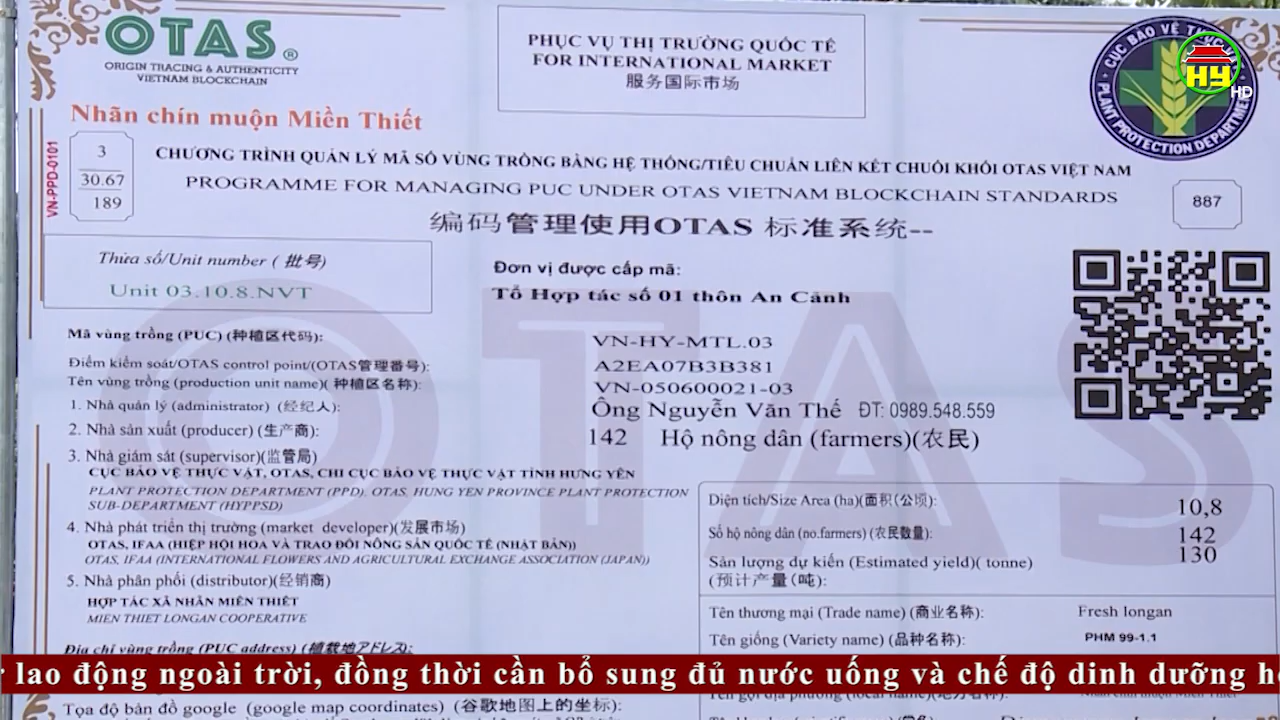 OTAS®
ORIGIN TRACING & AUTHENTICITY
VIETNAM BLOCKCHAIN
PHỤC VỤ THỊ TRƯỜNG QUỐC TẾ
FOR INTERNATIONAL MARKET
服务国际市场
CỤC BẢO VỆ THỰC
PLANT PROTECTION DEPARTMENT
HY
HD
Nhãn chín muộn Miền Thiết
VN-PPD-0101
3
30.67
189
CHƯƠNG TRÌNH QUẢN LÝ MÃ SỐ VÙNG TRỒNG BẰNG HỆ THỐNG/TIÊU CHUẨN LIÊN KẾT CHUỖI KHỐI OTAS VIỆT NAM
PROGRAMME FOR MANAGING PUC UNDER OTAS VIETNAM BLOCKCHAIN STANDARDS
编码管理使用OTAS 标准系统--
887
Thửa số/Unit number ( 批号)
Unit 03.10.8.NVT
Đơn vị được cấp mã:
Tổ Hợp tác số 01 thôn An Cảnh
Mã vùng trồng (PUC) (种植区代码):
VN-HY-MTL.03
Điểm kiểm soát/OTAS control point/(OTAS管理番号):
A2EA07B3B381
Tên vùng trồng (production unit name)( 种植区名称):
VN-050600021-03
1. Nhà quản lý (administrator) (经纪人):
Ông Nguyễn Văn Thế ĐT: 0989.548.559
2. Nhà sản xuất (producer) (生产商):
142 Hộ nông dân (farmers)(农民)
3. Nhà giám sát (supervisor)(监管局)
CỤC BẢO VỆ THỰC VẬT, OTAS, CHI CỤC BẢO VỆ THỰC VẬT TỈNH HƯNG YÊN
PLANT PROTECTION DEPARTMENT (PPD), OTAS, HUNG YEN PROVINCE PLANT PROTECTION
SUB-DEPARTMENT (HYPPSD)
4. Nhà phát triển thị trường (market developer)(发展市场)
OTAS, IFAA (HIỆP HỘI HOA VÀ TRAO ĐỔI NÔNG SẢN QUỐC TẾ (NHẬT BẢN))
OTAS, IFAA (INTERNATIONAL FLOWERS AND AGRICULTURAL EXCHANGE ASSOCIATION (JAPAN))
5. Nhà phân phối (distributor)(经销商)
HỢP TÁC XÃ NHÃN MIỀN THIẾT
MIEN THIET LONGAN COOPERATIVE
Địa chỉ vùng trồng (PUC address) (植栽地アドレス):
Tọa độ bản đồ google (google map coordinates) (谷歌地图上的坐标):
Diện tích/Size Area (ha)(面积(公顷):
10,8
Số hộ nông dân (no.farmers) (农民数量):
142
Sản lượng dự kiến (Estimated yield)( tonne)
130
(预计产量(吨):
Tên thương mại (Trade name) (商业名称):
Fresh longan
Tên giống (Variety name) (品种名称):
PHM 99-1.1
OTAS
lao động ngoài trời, đồng thời cần bổ sung đủ nước uống và chế độ dinh dưỡng